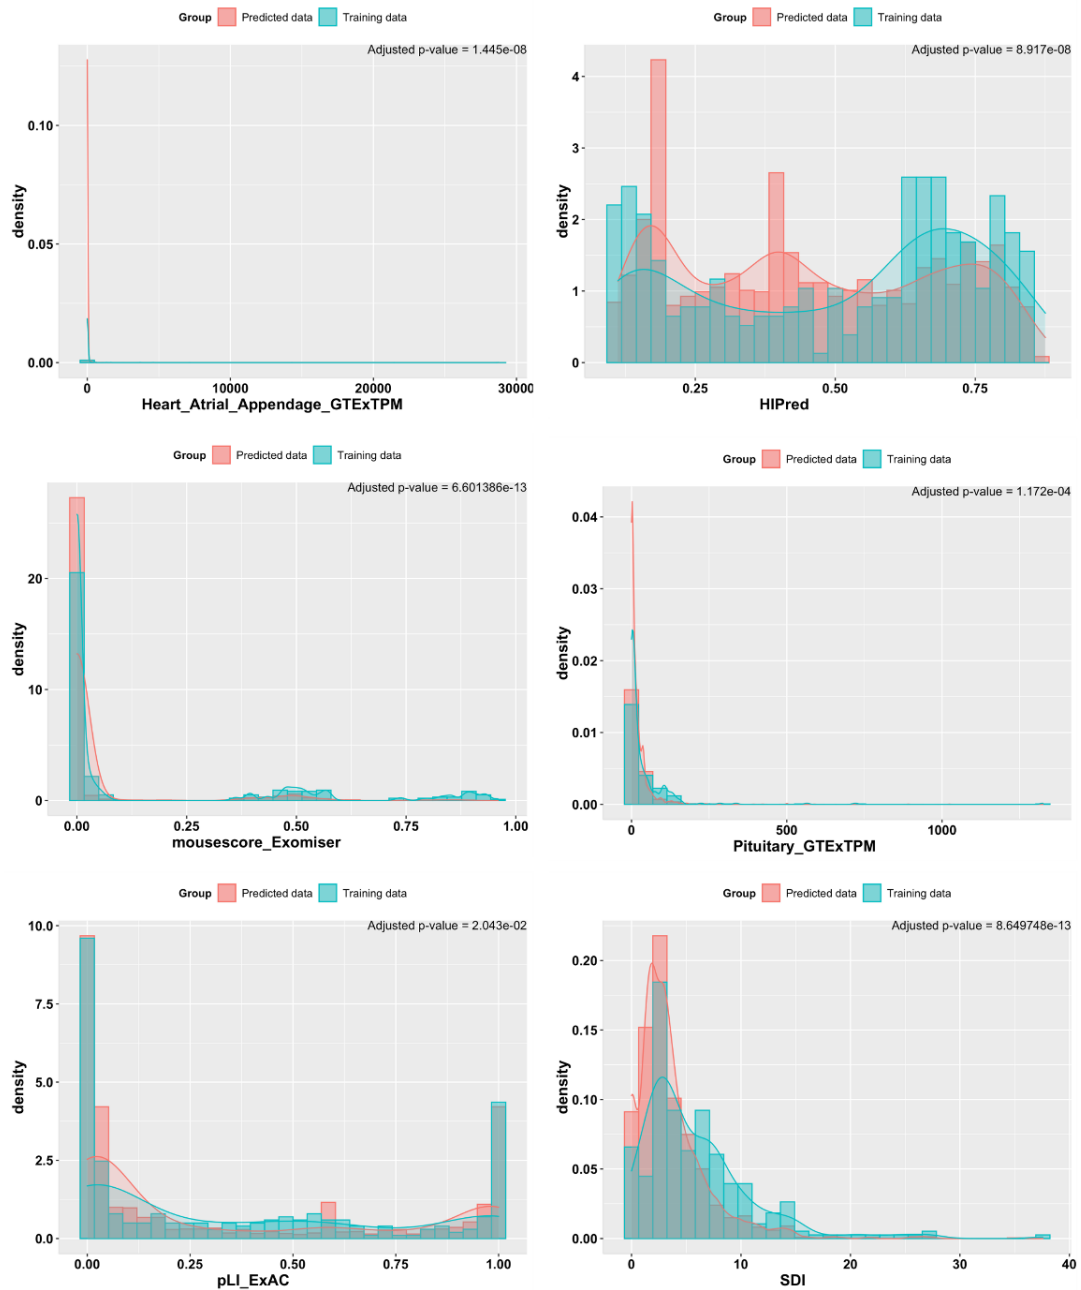 Group Predicted data Training data
Adjusted p-value = 1.445e-08
0.10
0.05
0.00
density
0 10000 20000 30000
Heart_Atrial_Appendage_GTExTPM
Group Predicted data Training data
Adjusted p-value = 8.917e-08
4
3
2
1
0
density
0.25 0.50 0.75
HIPred
Group Predicted data Training data
Adjusted p-value = 6.601386e-13
20
10
0
density
0.00 0.25 0.50 0.75 1.00
mousescore_Exomiser
Group Predicted data Training data
Adjusted p-value = 1.172e-04
0.04
0.03
0.02
0.01
0.00
density
0 500 1000
Pituitary_GTExTPM
Group Predicted data Training data
Adjusted p-value = 2.043e-02
10.0
7.5
5.0
2.5
0.0
density
0.00 0.25 0.50 0.75 1.00
pLI_ExAC
Group Predicted data Training data
Adjusted p-value = 8.649748e-13
0.20
0.15
0.10
0.05
0.00
density
0 10 20 30 40
SDI